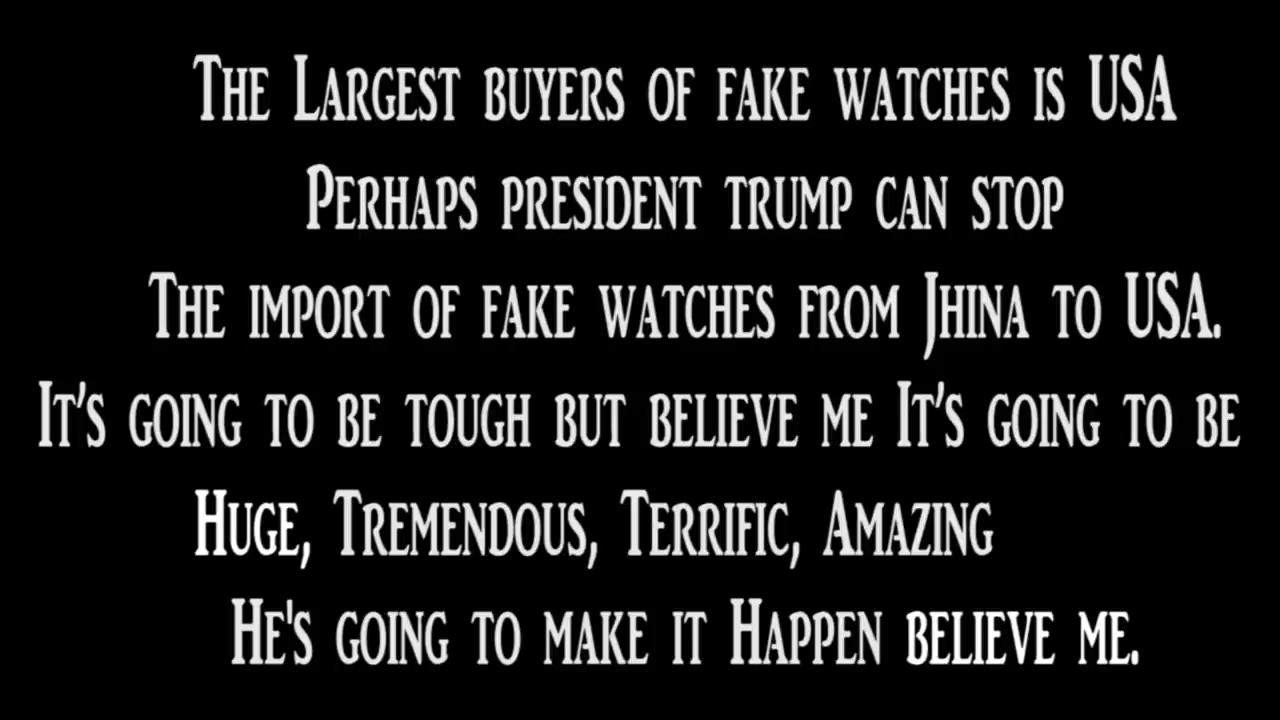 The Largest buyers of fake watches is USA
Perhaps president trump can stop
The import of fake watches from Jhina to USA.
It's going to be tough but believe me It's going to be
Huge, Tremendous, Terrific, Amazing
He's going to make it Happen believe me.